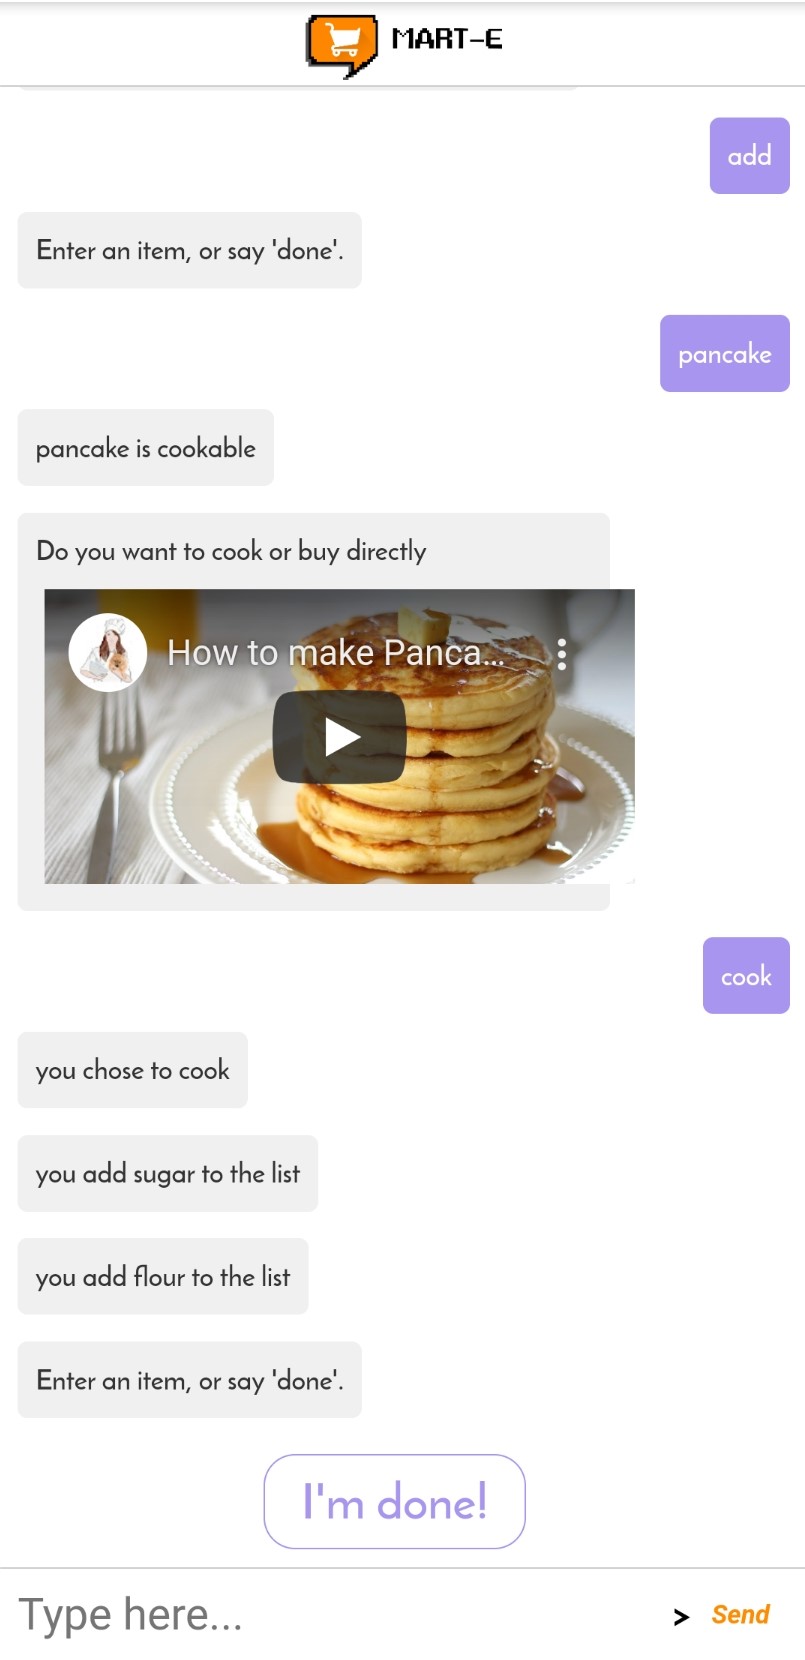 MART-E
add
Enter an item, or say 'done'.
pancake
pancake is cookable
Do you want to cook or buy directly
How to make Panca...
cook
you chose to cook
you add sugar to the list
you add flour to the list
Enter an item, or say 'done'.
I'm done!
Type here...
> Send